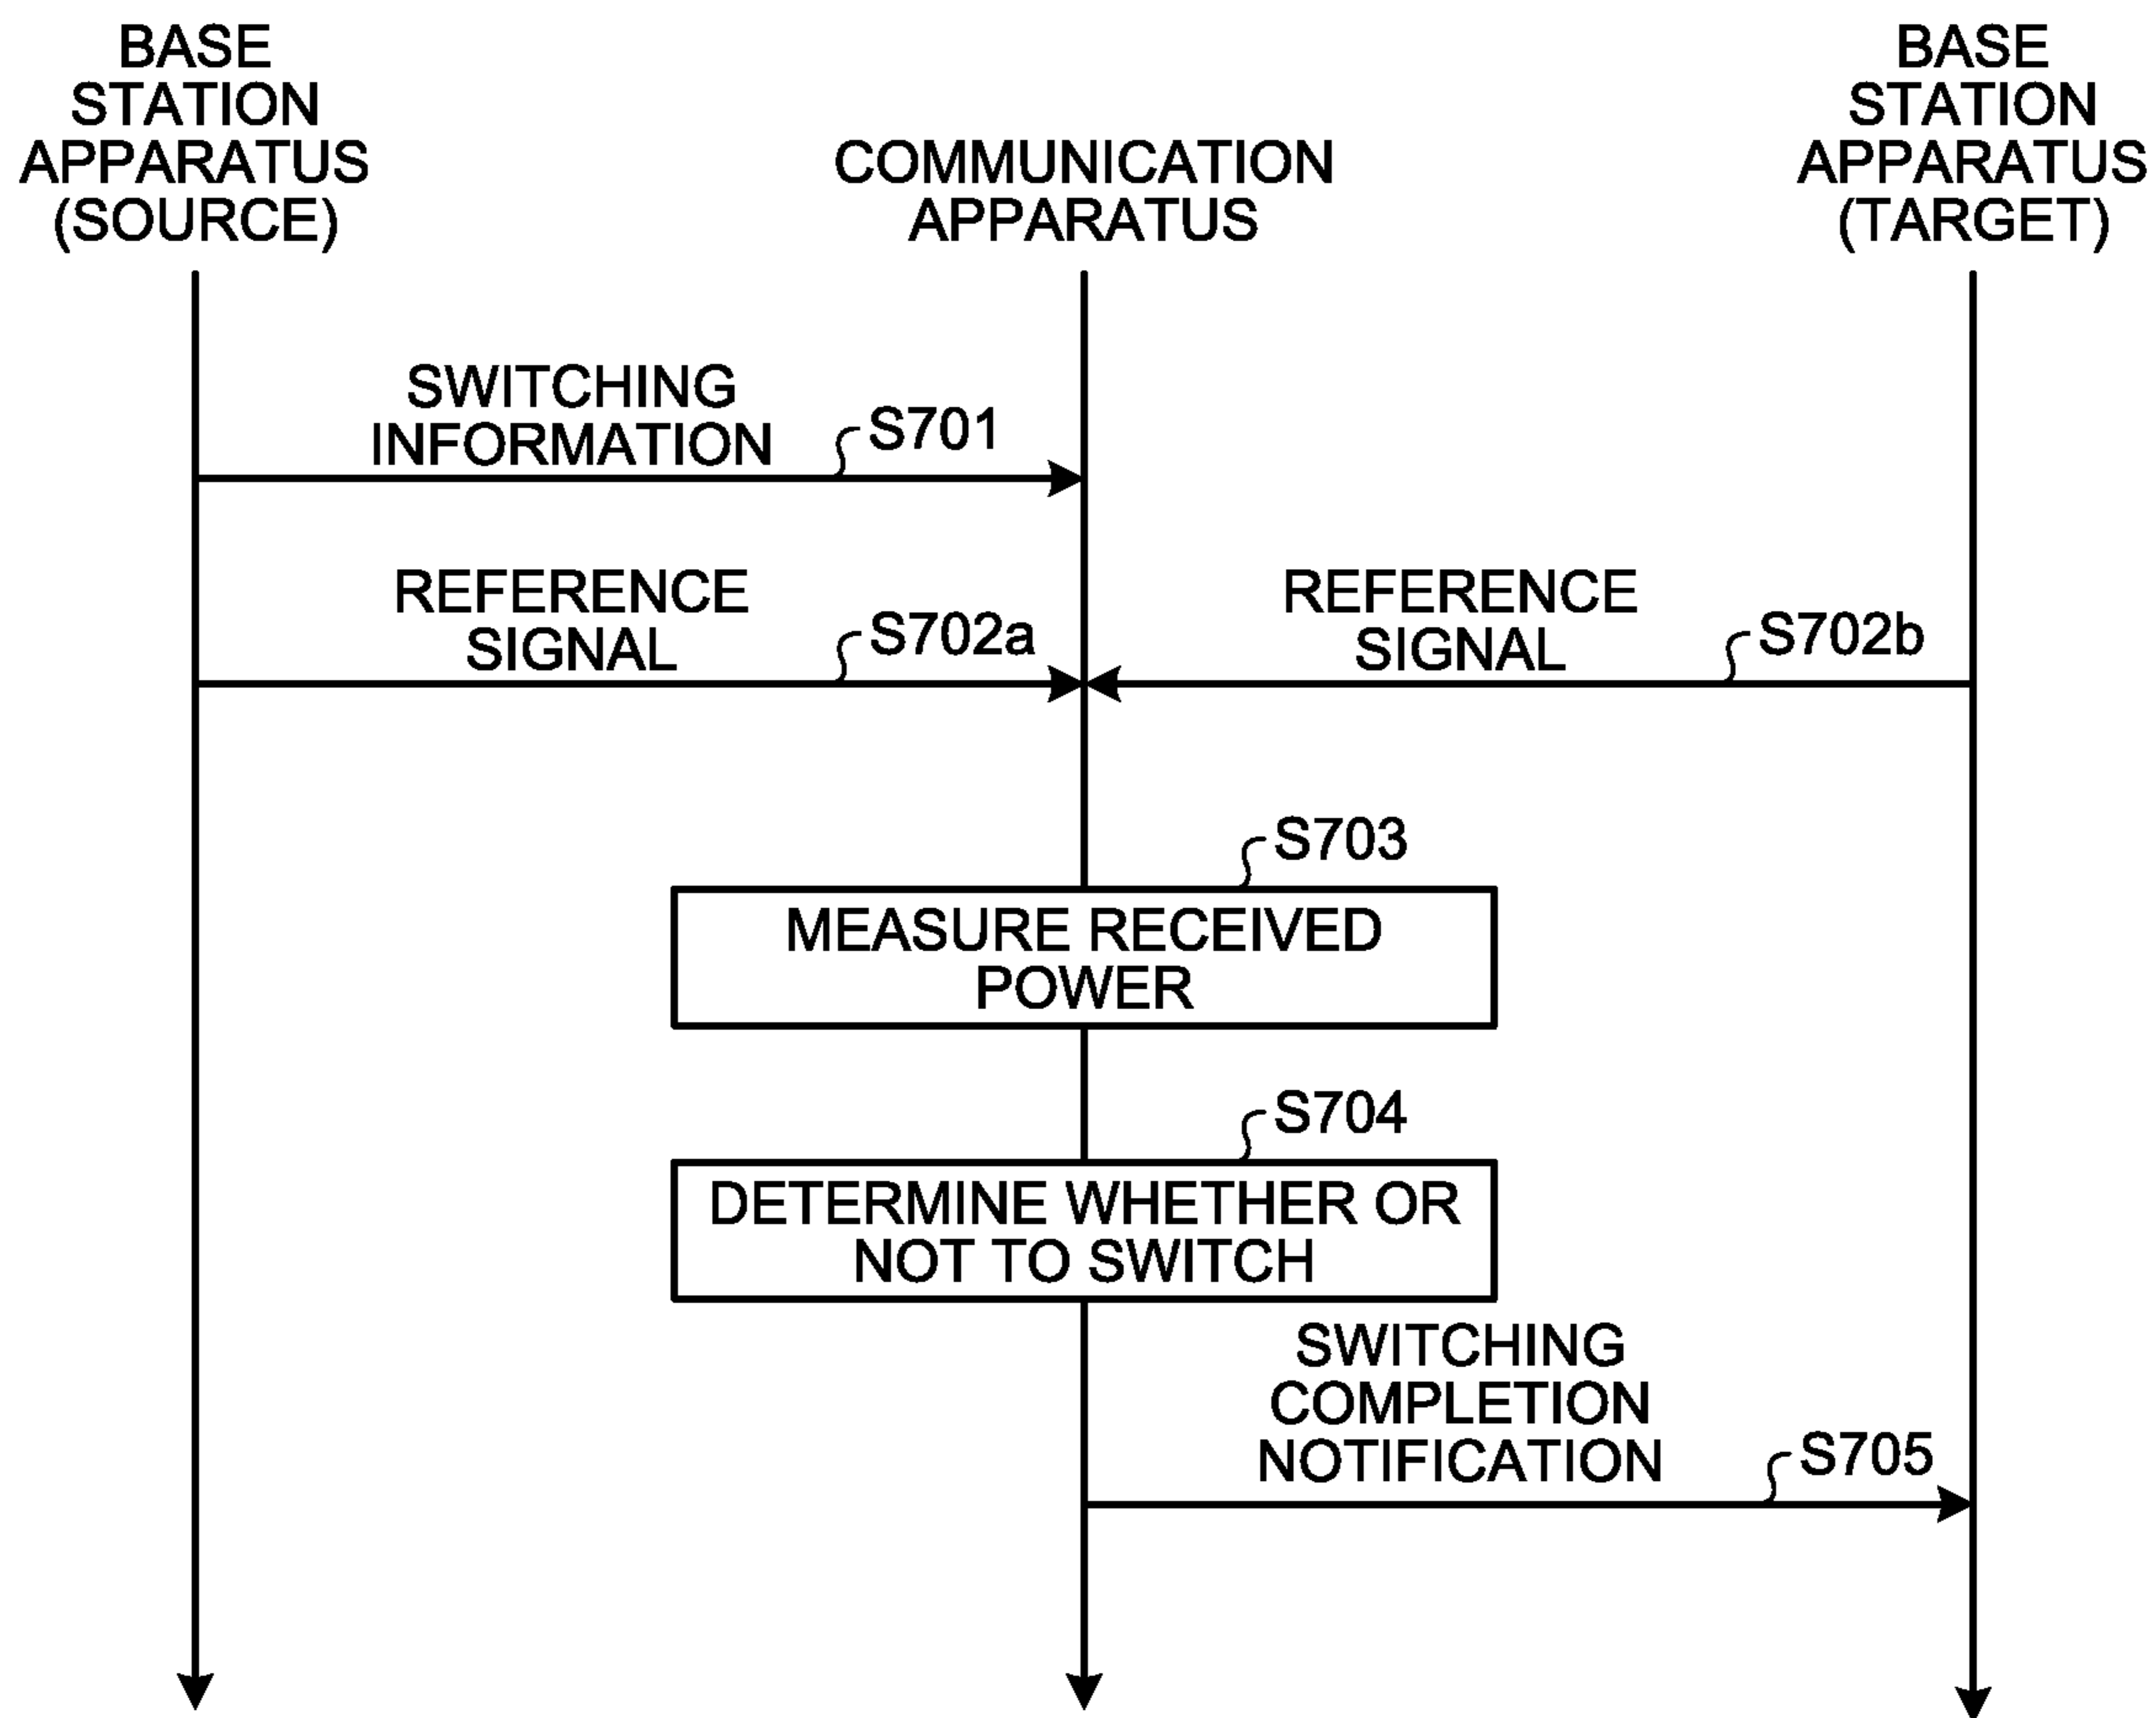 BASE
STATION
APPARATUS
(SOURCE)
COMMUNICATION
APPARATUS
BASE
STATION
APPARATUS
(TARGET)
SWITCHING
INFORMATION
S701
REFERENCE
SIGNAL
S702a
REFERENCE
SIGNAL
S702b
S703
MEASURE RECEIVED
POWER
S704
DETERMINE WHETHER OR
NOT TO SWITCH
SWITCHING
COMPLETION
NOTIFICATION
S705